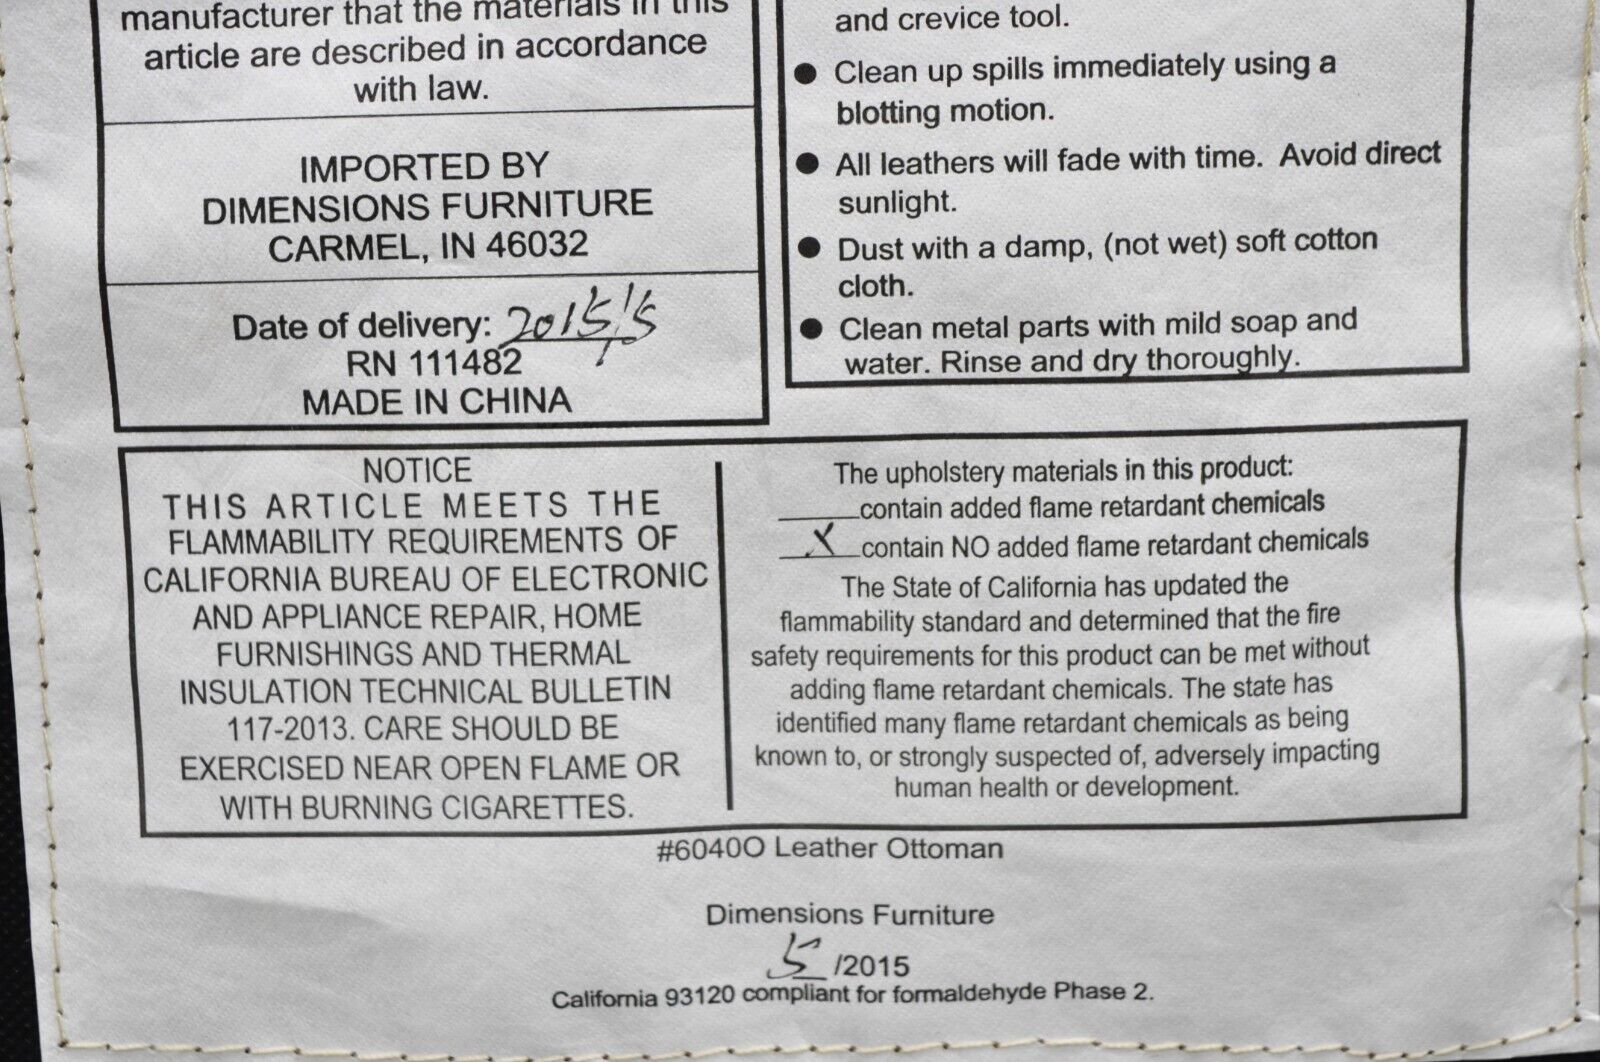 manufacturer that the materials in this
article are described in accordance
with law.
IMPORTED BY
DIMENSIONS FURNITURE
CARMEL, IN 46032
Date of delivery: 2015.5
RN 111482
MADE IN CHINA
and crevice tool.
● Clean up spills immediately using a
blotting motion.
● All leathers will fade with time. Avoid direct
sunlight.
● Dust with a damp, (not wet) soft cotton
cloth.
● Clean metal parts with mild soap and
water. Rinse and dry thoroughly.
NOTICE
THIS ARTICLE MEETS THE
FLAMMABILITY REQUIREMENTS OF
CALIFORNIA BUREAU OF ELECTRONIC
AND APPLIANCE REPAIR, HOME
FURNISHINGS AND THERMAL
INSULATION TECHNICAL BULLETIN
117-2013. CARE SHOULD BE
EXERCISED NEAR OPEN FLAME OR
WITH BURNING CIGARETTES.
The upholstery materials in this product:
_____contain added flame retardant chemicals
__X__contain NO added flame retardant chemicals
The State of California has updated the
flammability standard and determined that the fire
safety requirements for this product can be met without
adding flame retardant chemicals. The state has
identified many flame retardant chemicals as being
known to, or strongly suspected of, adversely impacting
human health or development.
#6040O Leather Ottoman
Dimensions Furniture
5 /2015
California 93120 compliant for formaldehyde Phase 2.